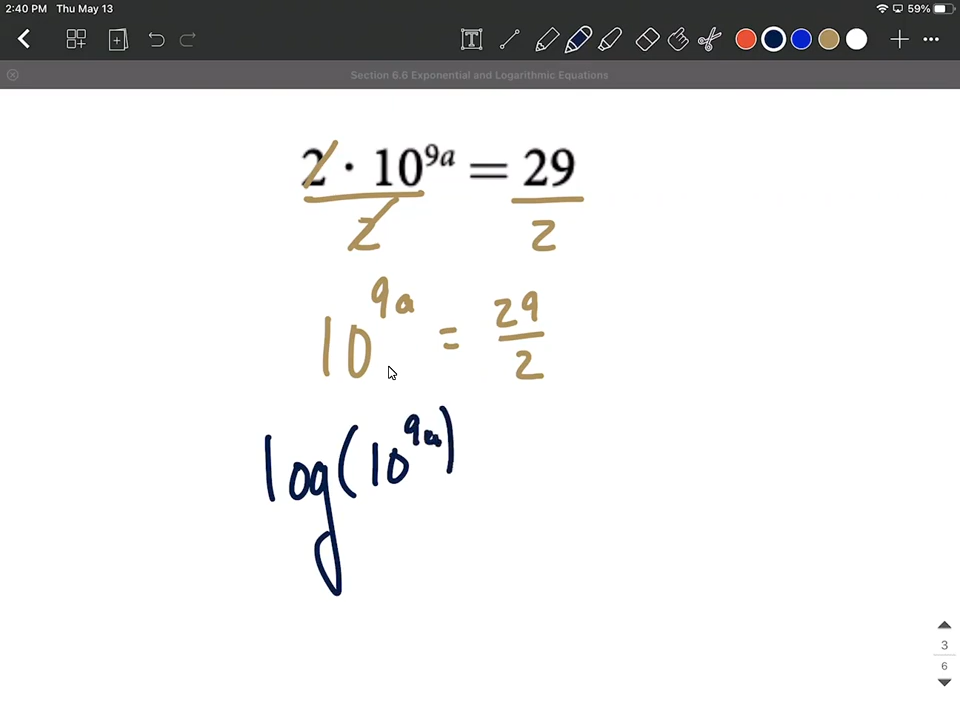 2:40 PM Thu May 13
59%
Section 6.6 Exponential and Logarithmic Equations
2 · 10^{9a} = 29
2 2
10^{9a} = 29/2
log(10^{9a})
3
6